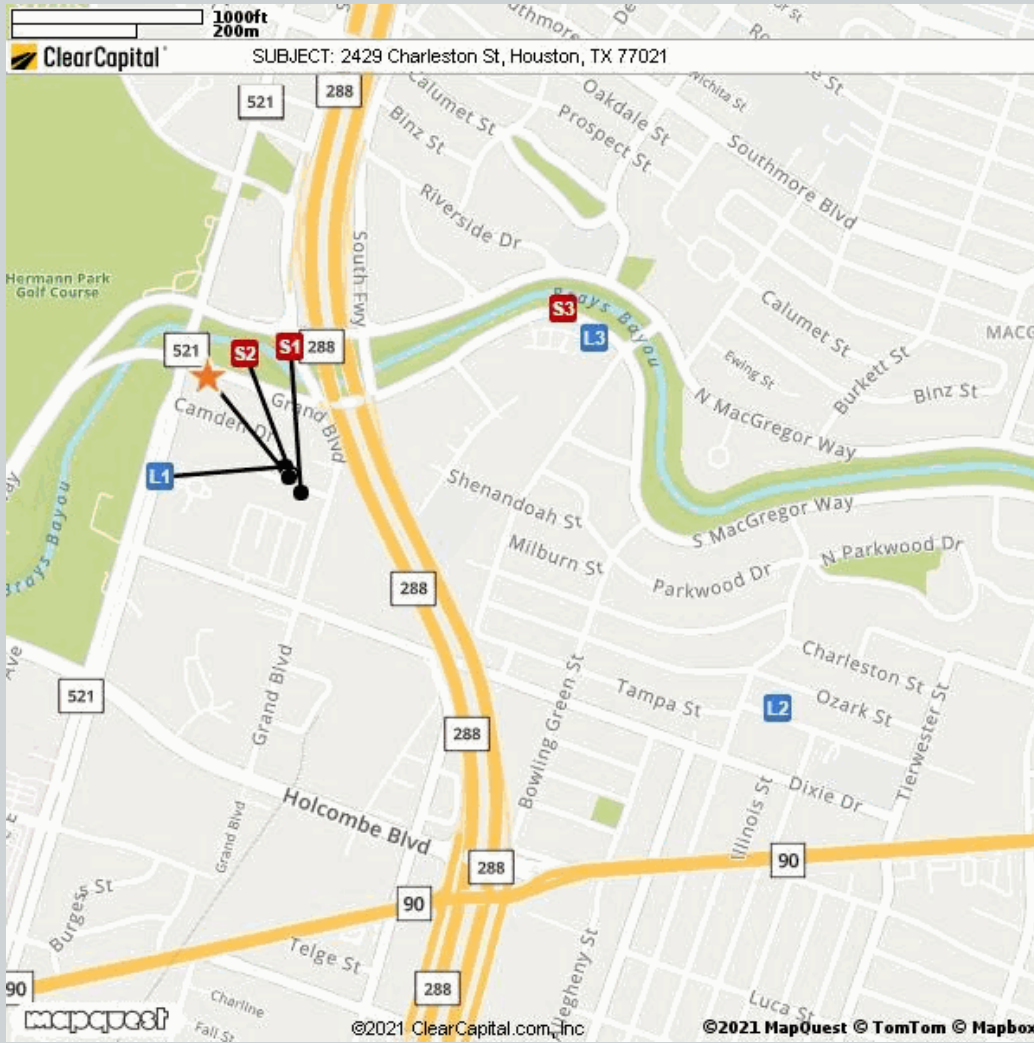 1000ft
200m
ClearCapital
SUBJECT: 2429 Charleston St, Houston, TX 77021
521
288
Calumet St
Binz St
Oakdale St
Prospect St
Wichita St
Southmore Blvd
Riverside Dr
South Fwy
Hermann Park
Golf Course
Brays Bayou
S3
L3
521
S2
S1
288
Calumet St
Ewing St
Burkett St
Binz St
MACG
Camden Dr
Grand Blvd
N MacGregor Way
L1
Brays Bayou
Shenandoah St
S MacGregor Way
Milburn St
N Parkwood Dr
Parkwood Dr
288
Ave
521
Grand Blvd
Charleston St
Tampa St
Ozark St
L2
288
Bowling Green St
Tierwester St
Dixie Dr
Illinois St
Holcombe Blvd
Grand Blvd
288
90
90
Burgess St
Telge St
288
90
Charline
Fall St
Luca St
mapquest
©2021 ClearCapital.com, Inc
©2021 MapQuest © TomTom © Mapbox